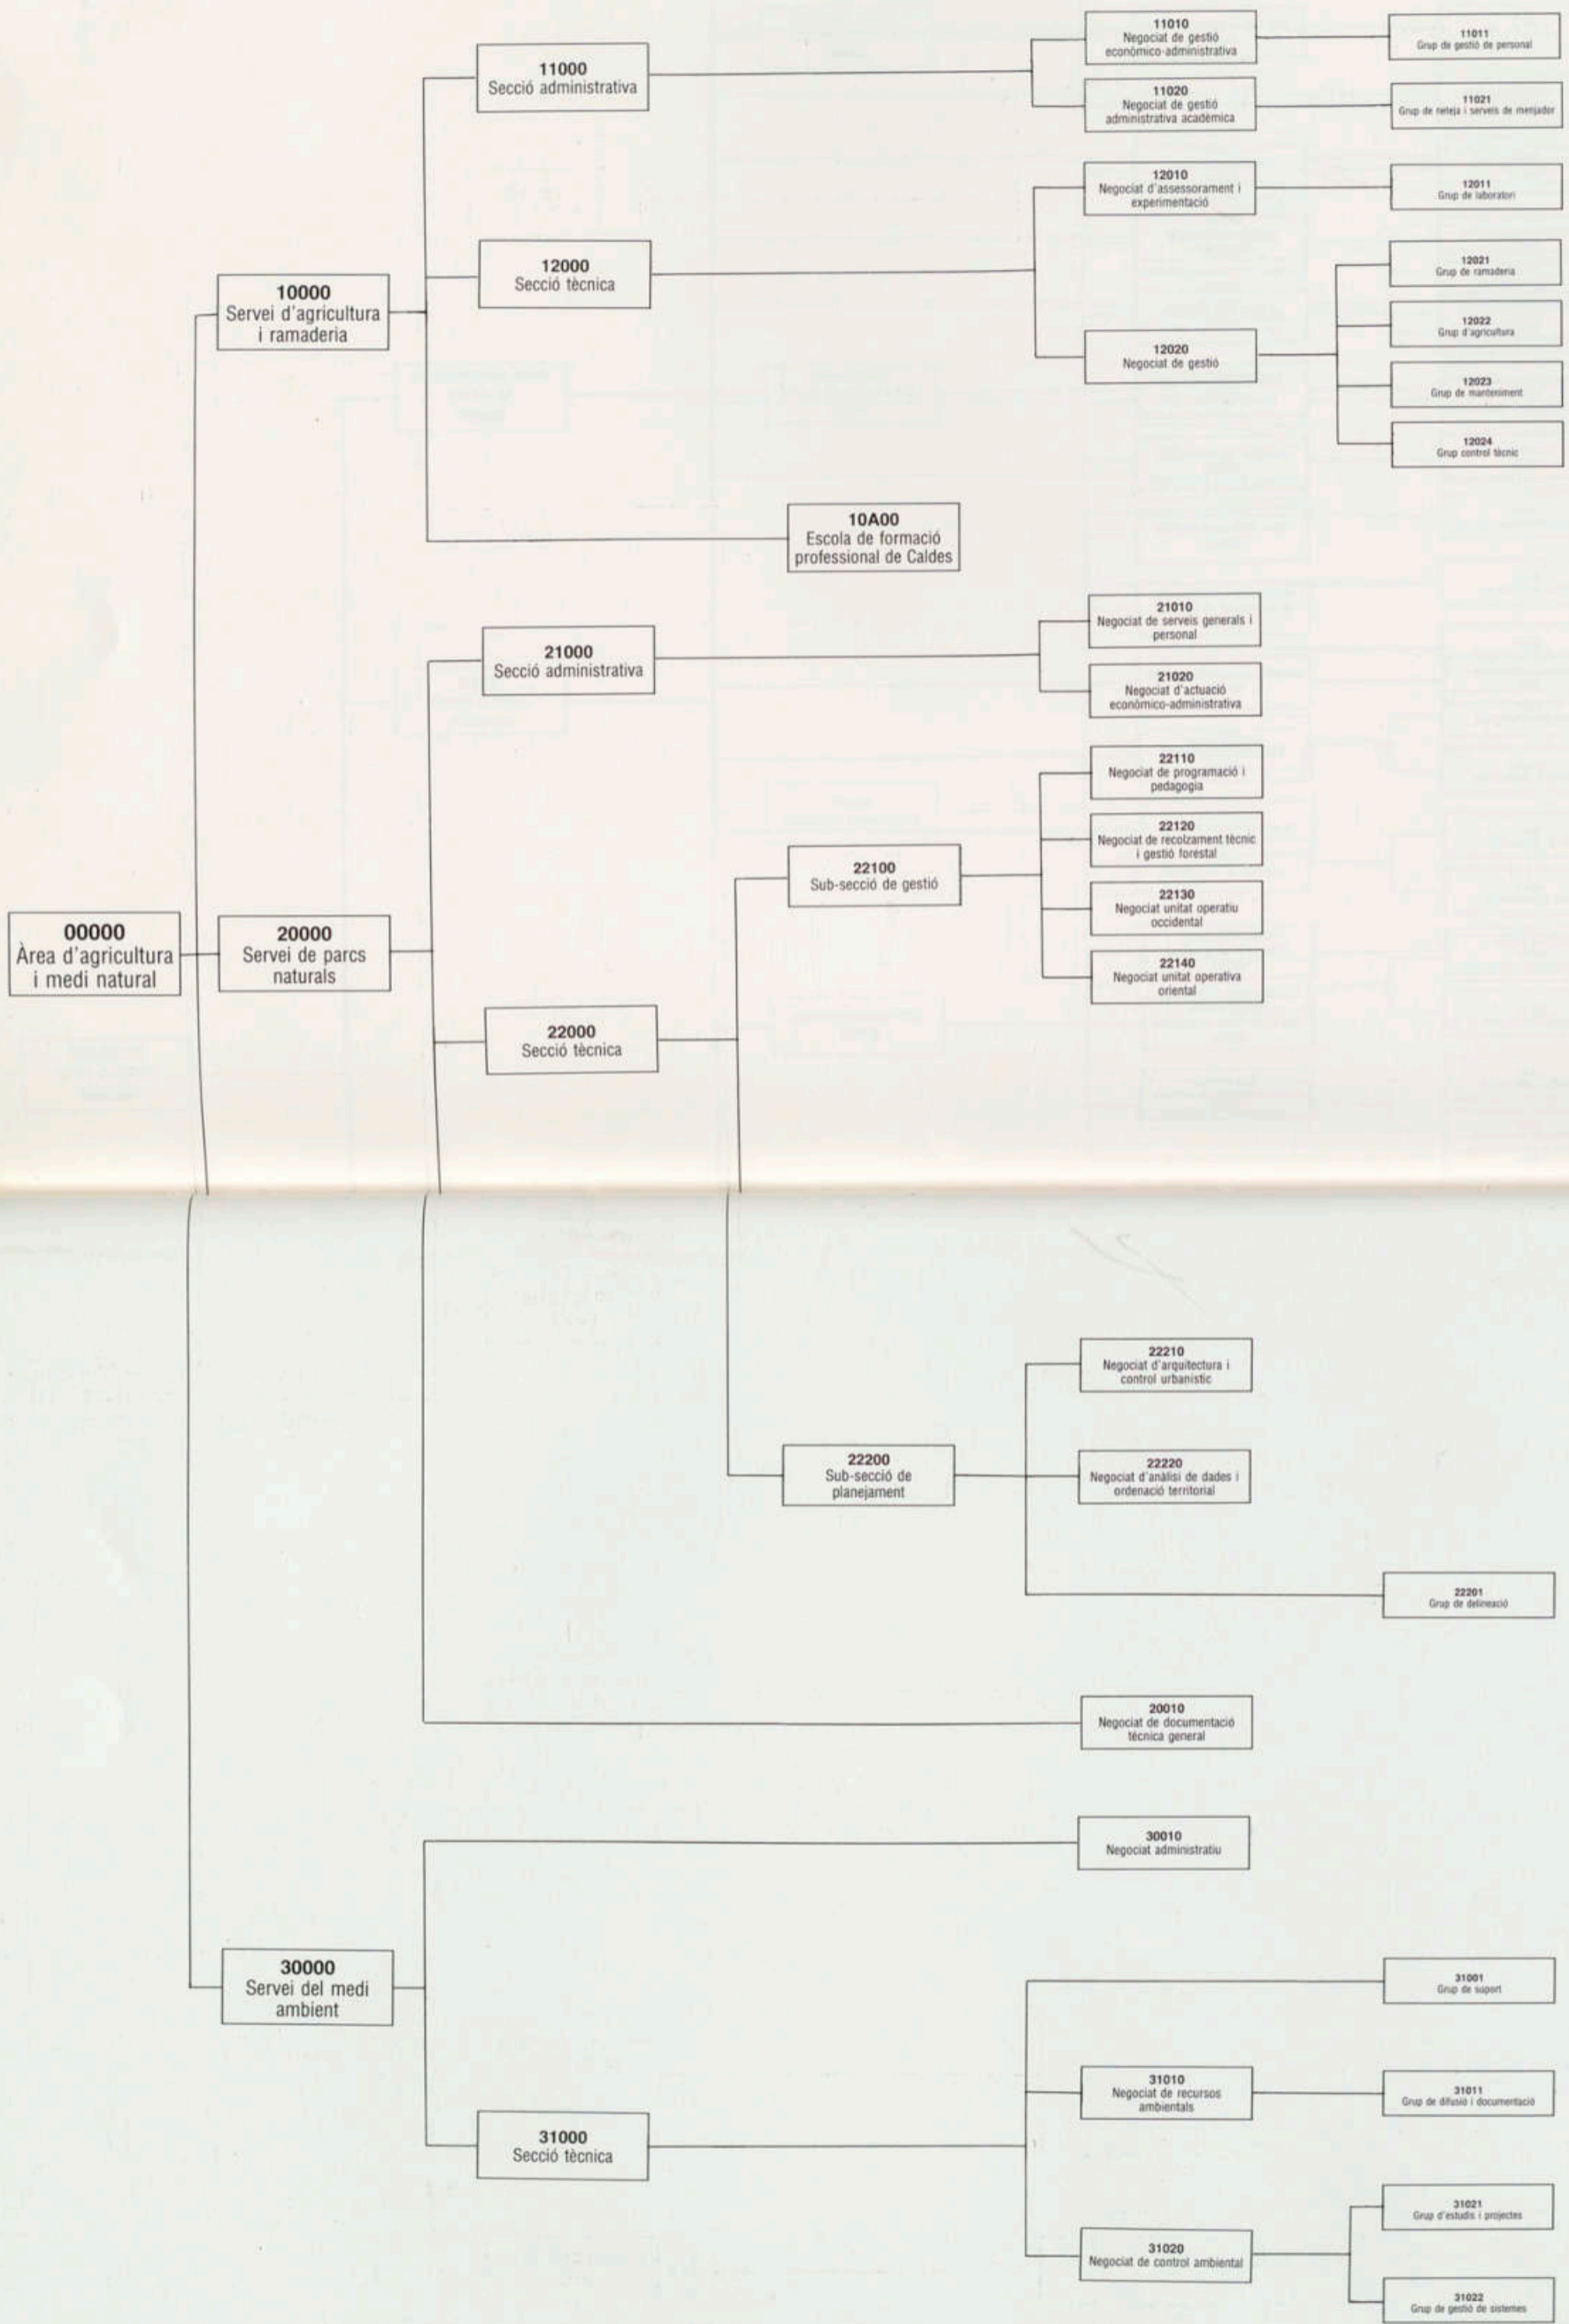 00000
Àrea d'agricultura
i medi natural
10000
Servei d'agricultura
i ramaderia
11000
Secció administrativa
11010
Negociat de gestió
econòmico-administrativa
11011
Grup de gestió de personal
11020
Negociat de gestió
administrativa acadèmica
11021
Grup de neteja i serveis de menjador
12000
Secció tècnica
12010
Negociat d'assessorament i
experimentació
12011
Grup de laboratori
12020
Negociat de gestió
12021
Grup de ramaderia
12022
Grup d'agricultura
12023
Grup de manteniment
12024
Grup control tècnic
10A00
Escola de formació
professional de Caldes
20000
Servei de parcs
naturals
21000
Secció administrativa
21010
Negociat de serveis generals i
personal
21020
Negociat d'actuació
econòmico-administrativa
22000
Secció tècnica
22100
Sub-secció de gestió
22110
Negociat de programació i
pedagogia
22120
Negociat de recolzament tècnic
i gestió forestal
22130
Negociat unitat operatiu
occidental
22140
Negociat unitat operativa
oriental
22200
Sub-secció de
planejament
22210
Negociat d'arquitectura i
control urbanístic
22220
Negociat d'anàlisi de dades i
ordenació territorial
22201
Grup de delineació
20010
Negociat de documentació
tècnica general
30000
Servei del medi
ambient
30010
Negociat administratiu
31000
Secció tècnica
31001
Grup de suport
31010
Negociat de recursos
ambientals
31011
Grup de difusió i documentació
31020
Negociat de control ambiental
31021
Grup d'estudis i projectes
31022
Grup de gestió de sistemes